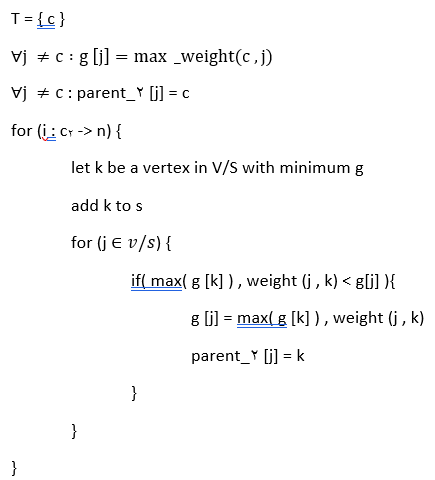 T = { c }
∀j ≠ c : g [j] = max _weight(c , j)
∀j ≠ c : parent_۲ [j] = c
for (i : c۲ -> n) {
let k be a vertex in V/S with minimum g
add k to s
for (j ∈ v/s) {
if( max( g [k] ) , weight (j , k) < g[j] ){
g [j] = max( g [k] ) , weight (j , k)
parent_۲ [j] = k
}
}
}